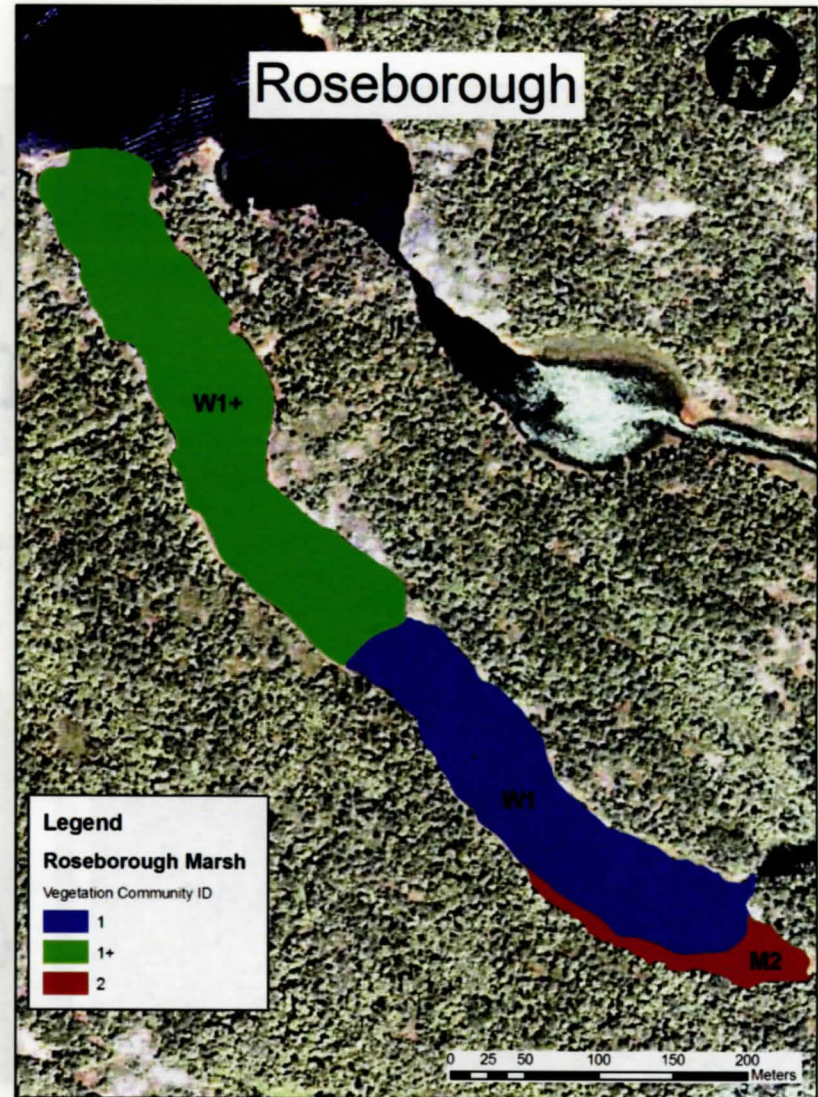 Roseborough
N
W1+
W1
M2
Legend
Roseborough Marsh
Vegetation Community ID
1
1+
2
0 25 50 100 150 200
Meters